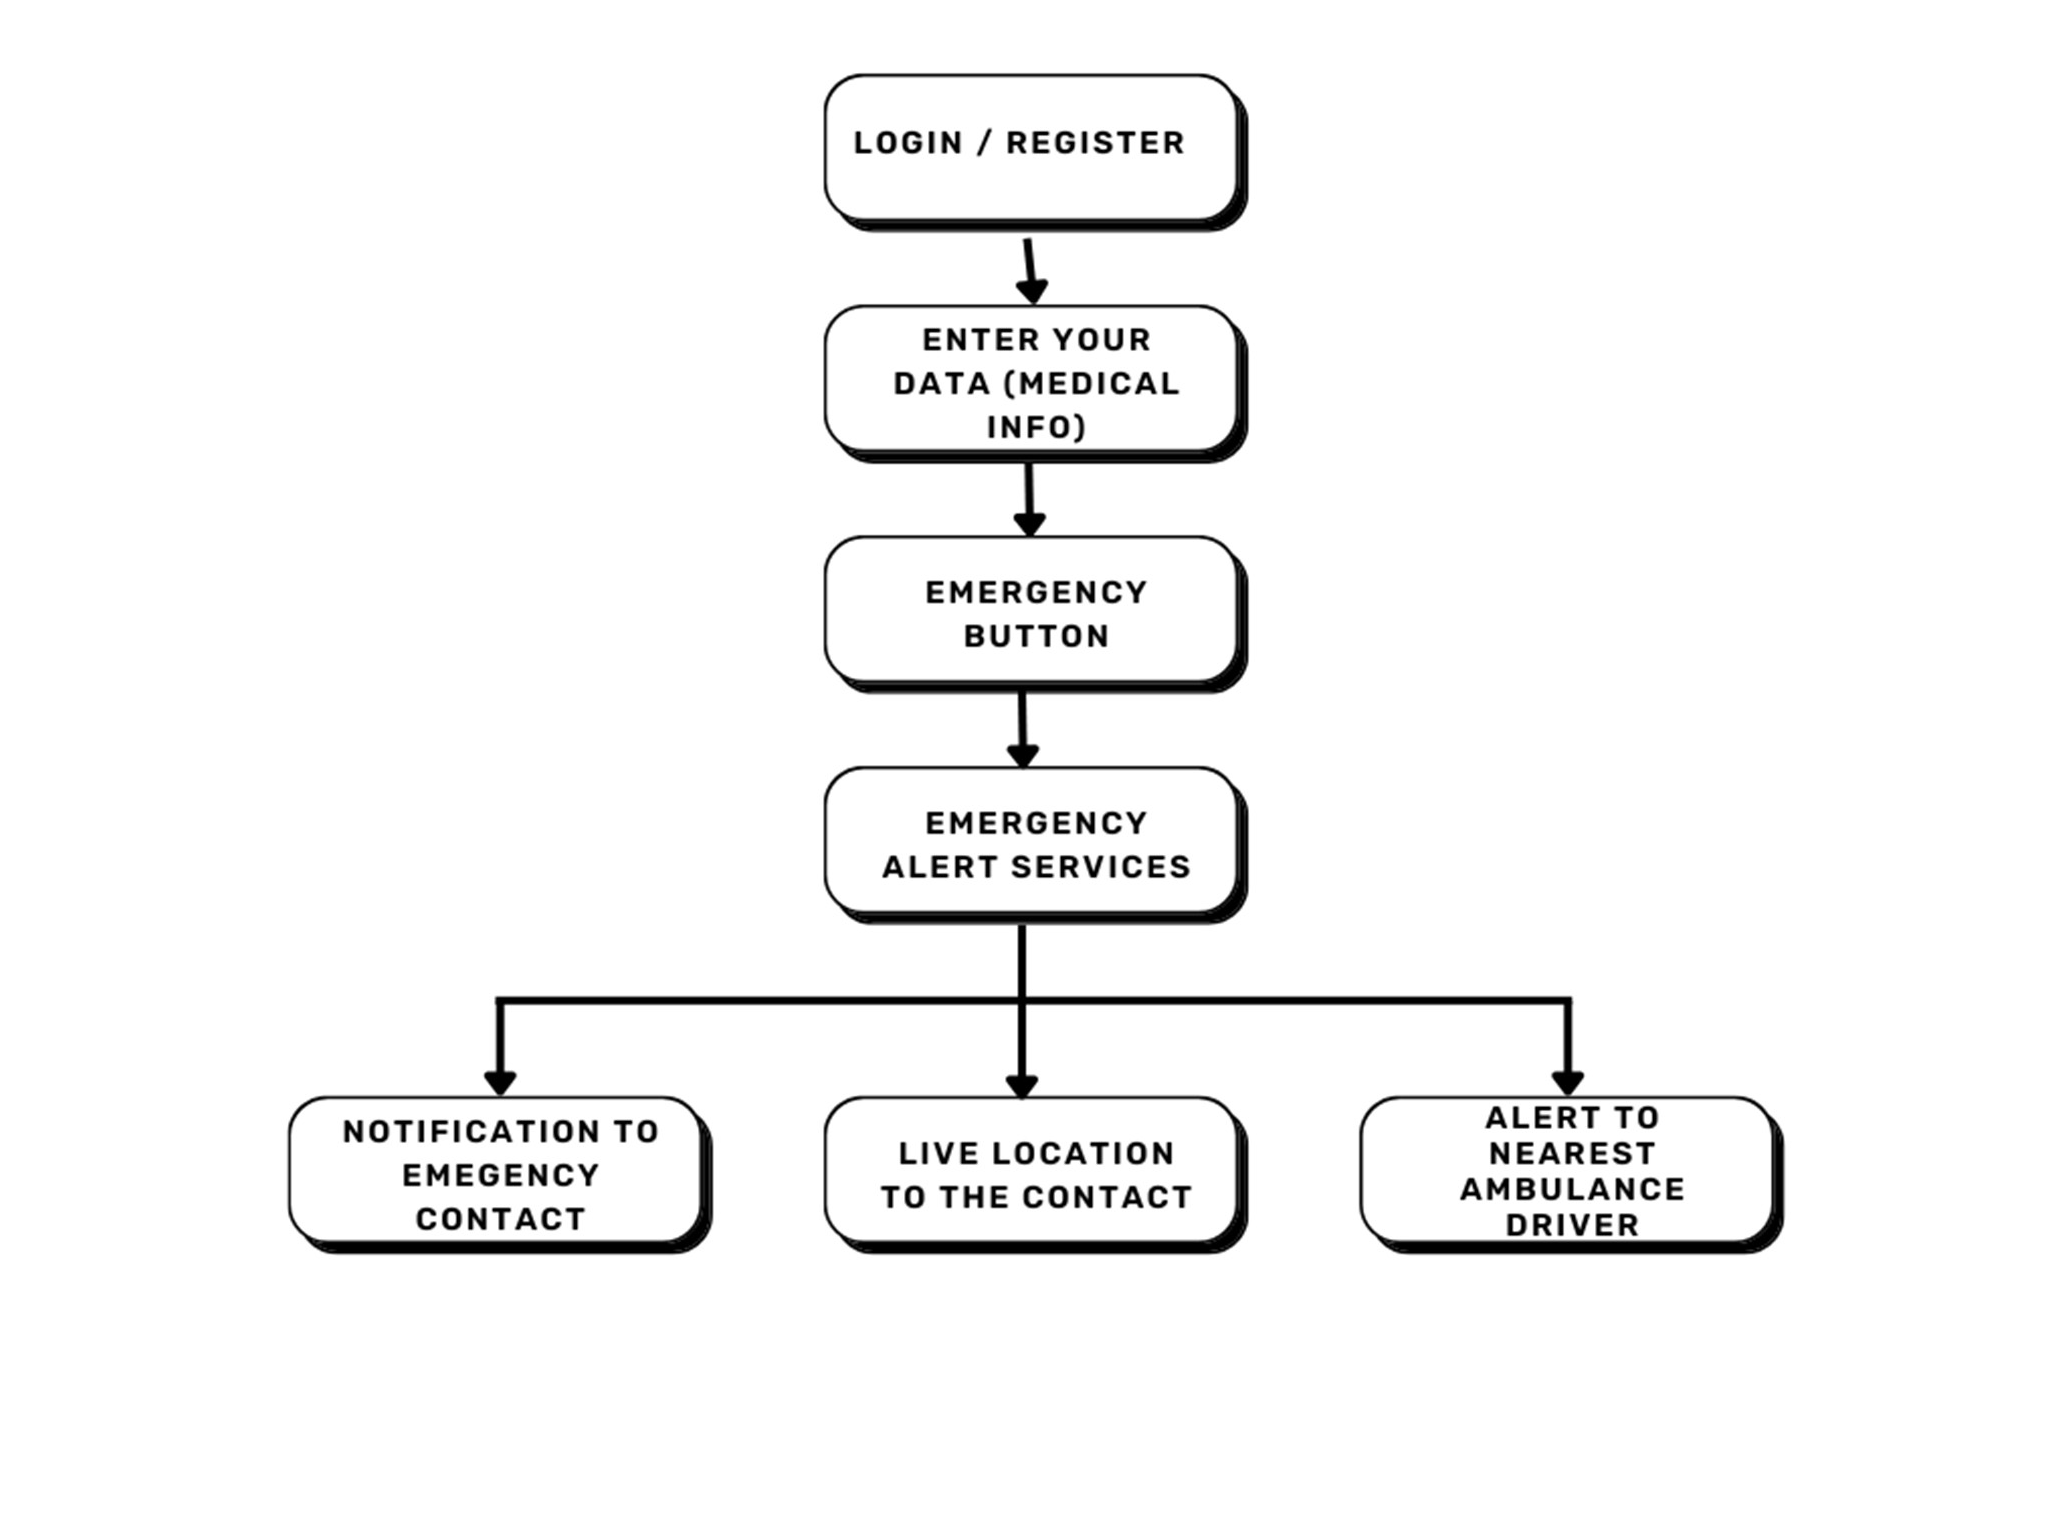 LOGIN / REGISTER
ENTER YOUR
DATA (MEDICAL
INFO)
EMERGENCY
BUTTON
EMERGENCY
ALERT SERVICES
NOTIFICATION TO
EMEGENCY
CONTACT
LIVE LOCATION
TO THE CONTACT
ALERT TO
NEAREST
AMBULANCE
DRIVER